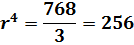 r⁴ = 768/3 = 256